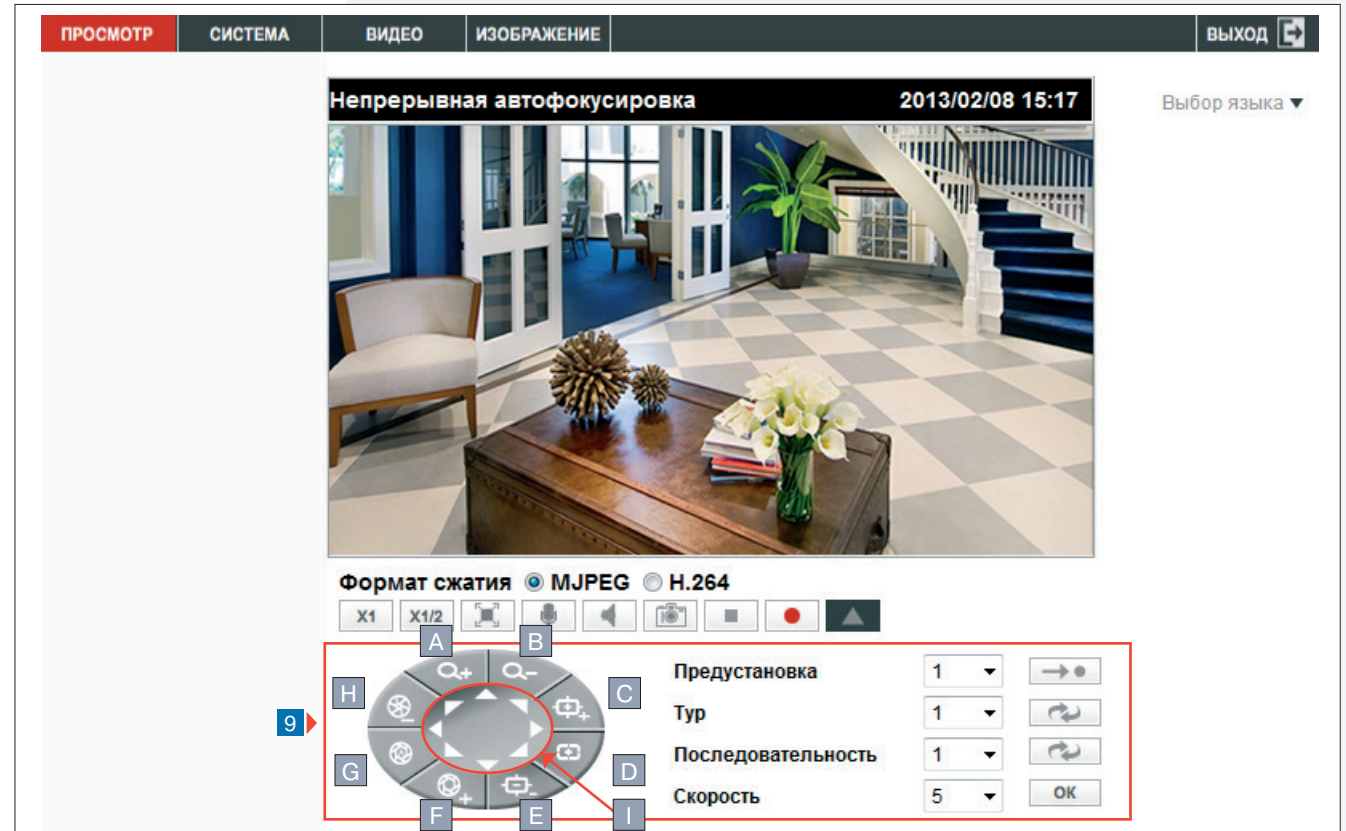 ПРОСМОТР СИСТЕМА ВИДЕО ИЗОБРАЖЕНИЕ ВЫХОД
Непрерывная автофокусировка 2013/02/08 15:17
Выбор языка ▼
Формат сжатия MJPEG H.264
X1 X1/2
A B
H C
9
G D
F E I
Предустановка 1
Тур 1
Последовательность 1
Скорость 5 OK